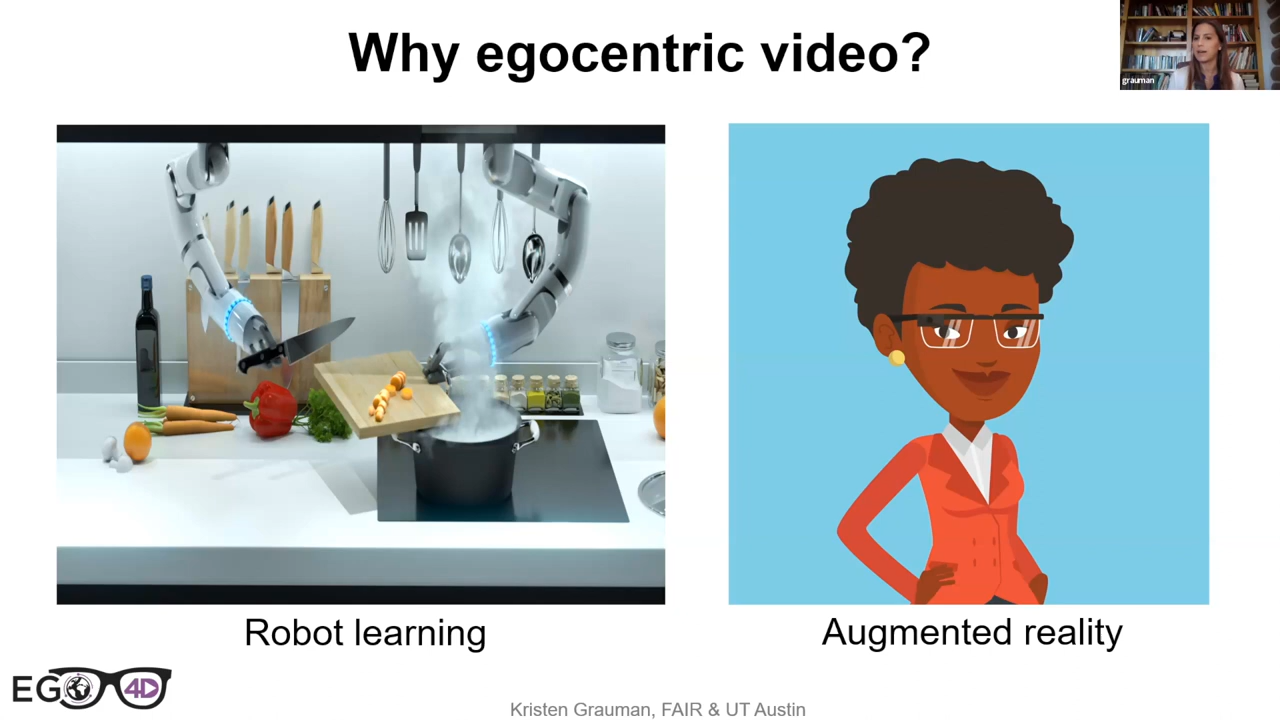 Why egocentric video?
grauman
Robot learning
Augmented reality
EGO4D
Kristen Grauman, FAIR & UT Austin